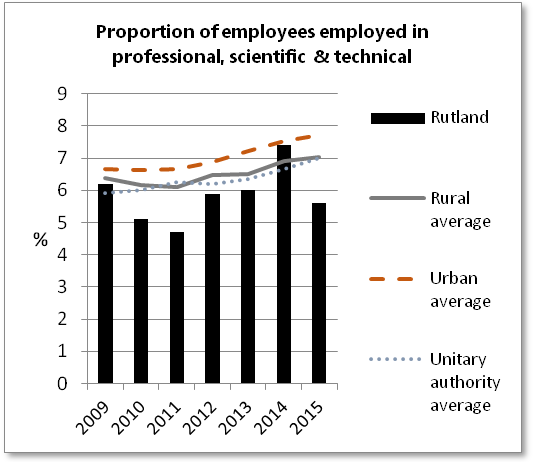 Proportion of employees employed in
professional, scientific & technical
9
8
7
6
5
4
3
2
1
0
%
2009
2010
2011
2012
2013
2014
2015
Rutland
Rural
average
Urban
average
Unitary
authority
average